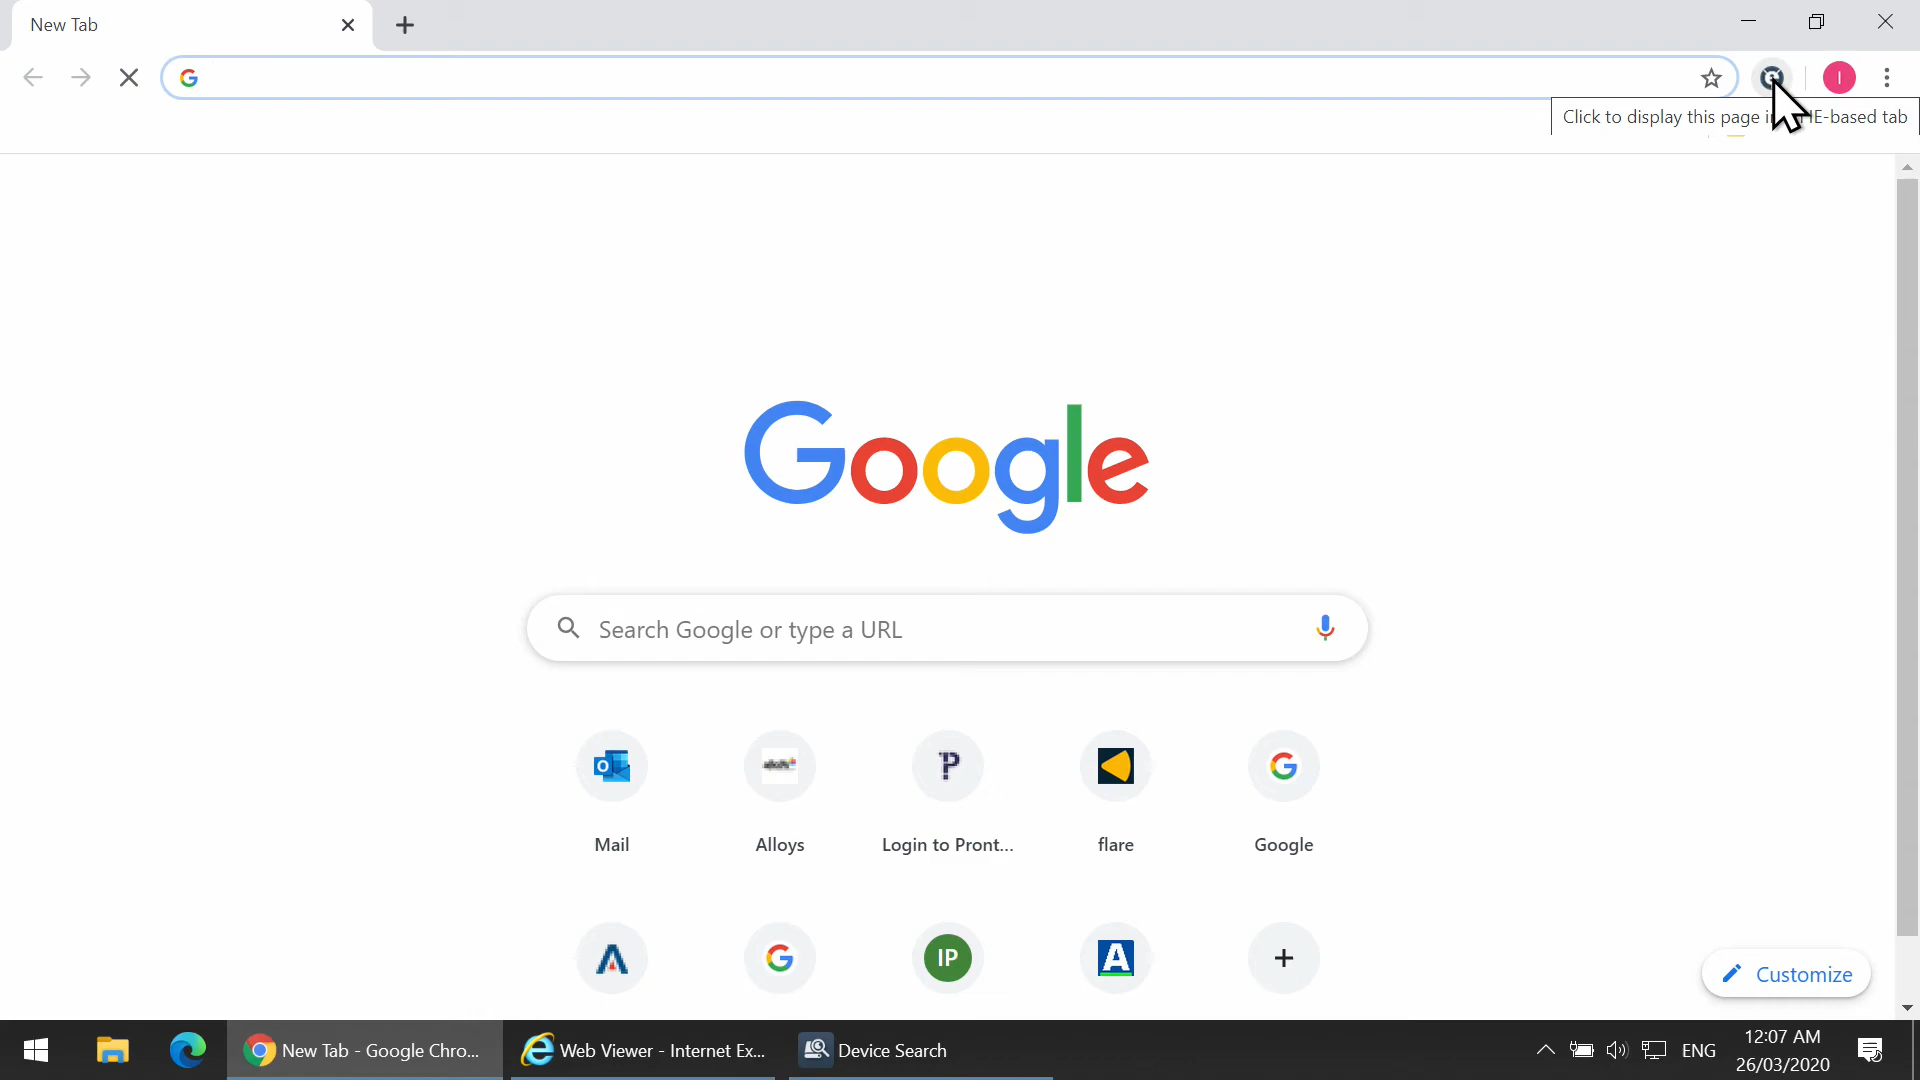 New Tab
Click to display this page i IE-based tab
Google
Search Google or type a URL
Mail
Alloys
Login to Pront...
flare
Google
IP
A
Customize
New Tab - Google Chro...
Web Viewer - Internet Ex...
Device Search
ENG
12:07 AM
26/03/2020